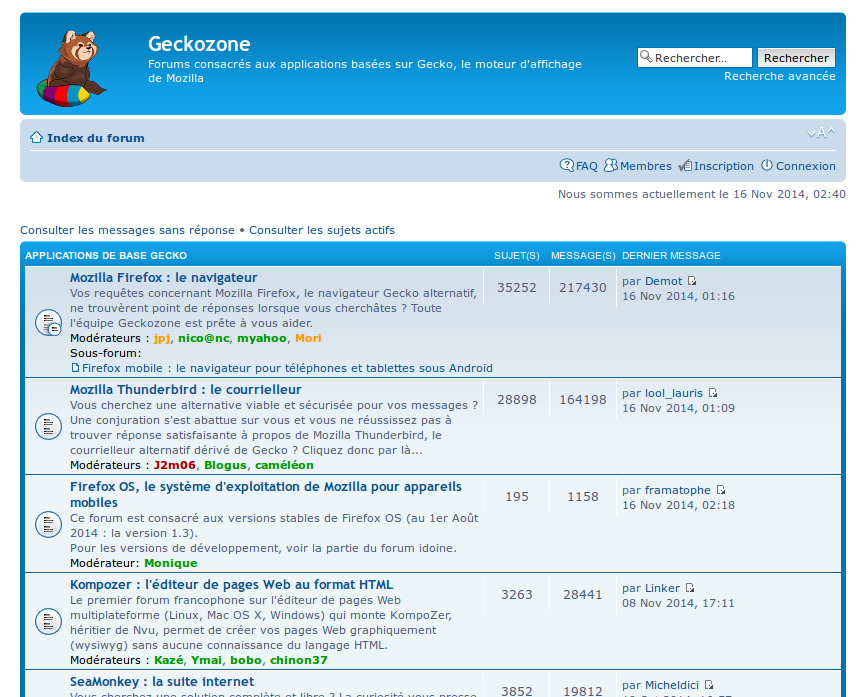 Geckozone
Forums consacrés aux applications basées sur Gecko, le moteur d'affichage
de Mozilla
Rechercher...
Rechercher
Recherche avancée
Index du forum
A
FAQ Membres Inscription Connexion
Nous sommes actuellement le 16 Nov 2014, 02:40
Consulter les messages sans réponse • Consulter les sujets actifs
APPLICATIONS DE BASE GECKO SUJET(S) MESSAGE(S) DERNIER MESSAGE
Mozilla Firefox : le navigateur
Vos requêtes concernant Mozilla Firefox, le navigateur Gecko alternatif,
ne trouvèrent point de réponses lorsque vous cherchâtes ? Toute
l'équipe Geckozone est prête à vous aider.
Modérateurs : jpj, nico@nc, myahoo, Mori
Sous-forum:
Firefox mobile : le navigateur pour téléphones et tablettes sous Android
35252
217430
par Demot
16 Nov 2014, 01:16
Mozilla Thunderbird : le courrielleur
Vous cherchez une alternative viable et sécurisée pour vos messages ?
Une conjuration s'est abattue sur vous et vous ne réussissez pas à
trouver réponse satisfaisante à propos de Mozilla Thunderbird, le
courrielleur alternatif dérivé de Gecko ? Cliquez donc par là...
Modérateurs : J2m06, Blogus, caméléon
28898
164198
par lool_lauris
16 Nov 2014, 01:09
Firefox OS, le système d'exploitation de Mozilla pour appareils
mobiles
Ce forum est consacré aux versions stables de Firefox OS (au 1er Août
2014 : la version 1.3).
Pour les versions de développement, voir la partie du forum idoine.
Modérateur: Monique
195
1158
par framatophe
16 Nov 2014, 02:18
Kompozer : l'éditeur de pages Web au format HTML
Le premier forum francophone sur l'éditeur de pages Web
multiplateforme (Linux, Mac OS X, Windows) qui monte KompoZer,
héritier de Nvu, permet de créer vos pages Web graphiquement
(wysiwyg) sans aucune connaissance du langage HTML.
Modérateurs : Kazé, Ymai, bobo, chinon37
3263
28441
par Linker
08 Nov 2014, 17:11
SeaMonkey : la suite internet
3852
19812
par Micheldici